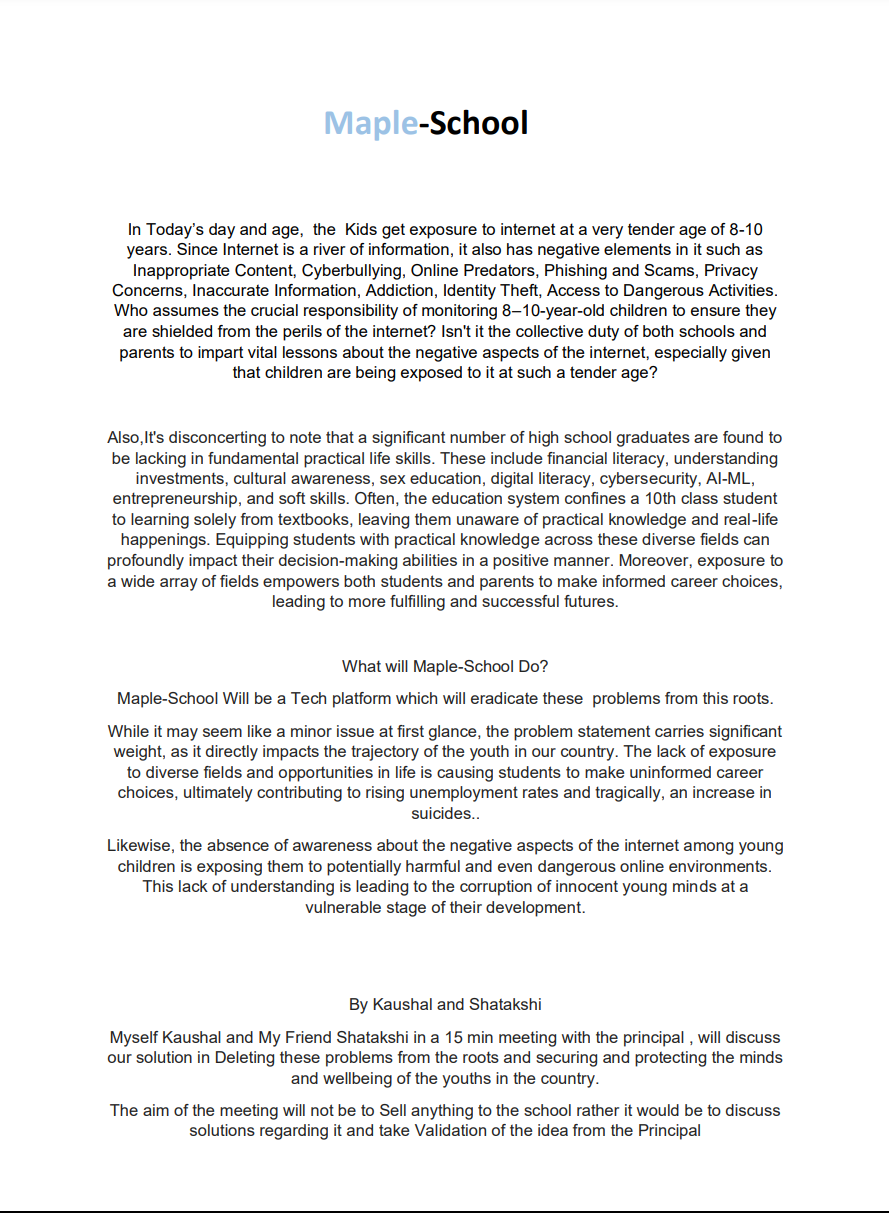 Maple-School
In Today's day and age,  the  Kids get exposure to internet at a very tender age of 8-10
years. Since Internet is a river of information, it also has negative elements in it such as
Inappropriate Content, Cyberbullying, Online Predators, Phishing and Scams, Privacy
Concerns, Inaccurate Information, Addiction, Identity Theft, Access to Dangerous Activities.
Who assumes the crucial responsibility of monitoring 8–10-year-old children to ensure they
are shielded from the perils of the internet? Isn't it the collective duty of both schools and
parents to impart vital lessons about the negative aspects of the internet, especially given
that children are being exposed to it at such a tender age?
Also,It's disconcerting to note that a significant number of high school graduates are found to
be lacking in fundamental practical life skills. These include financial literacy, understanding
investments, cultural awareness, sex education, digital literacy, cybersecurity, AI-ML,
entrepreneurship, and soft skills. Often, the education system confines a 10th class student
to learning solely from textbooks, leaving them unaware of practical knowledge and real-life
happenings. Equipping students with practical knowledge across these diverse fields can
profoundly impact their decision-making abilities in a positive manner. Moreover, exposure to
a wide array of fields empowers both students and parents to make informed career choices,
leading to more fulfilling and successful futures.
What will Maple-School Do?
Maple-School Will be a Tech platform which will eradicate these  problems from this roots.
While it may seem like a minor issue at first glance, the problem statement carries significant
weight, as it directly impacts the trajectory of the youth in our country. The lack of exposure
to diverse fields and opportunities in life is causing students to make uninformed career
choices, ultimately contributing to rising unemployment rates and tragically, an increase in
suicides..
Likewise, the absence of awareness about the negative aspects of the internet among young
children is exposing them to potentially harmful and even dangerous online environments.
This lack of understanding is leading to the corruption of innocent young minds at a
vulnerable stage of their development.
By Kaushal and Shatakshi
Myself Kaushal and My Friend Shatakshi in a 15 min meeting with the principal , will discuss
our solution in Deleting these problems from the roots and securing and protecting the minds
and wellbeing of the youths in the country.
The aim of the meeting will not be to Sell anything to the school rather it would be to discuss
solutions regarding it and take Validation of the idea from the Principal